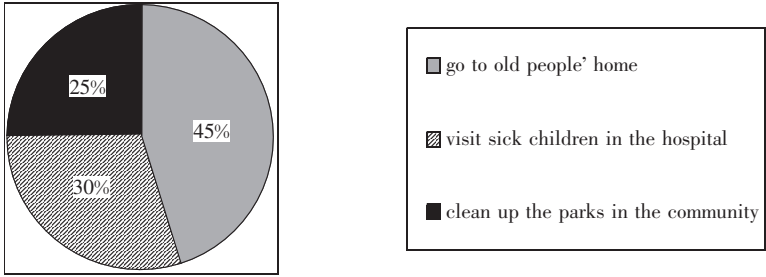 25%
45%
30%
go to old people’ home
visit sick children in the hospital
clean up the parks in the community